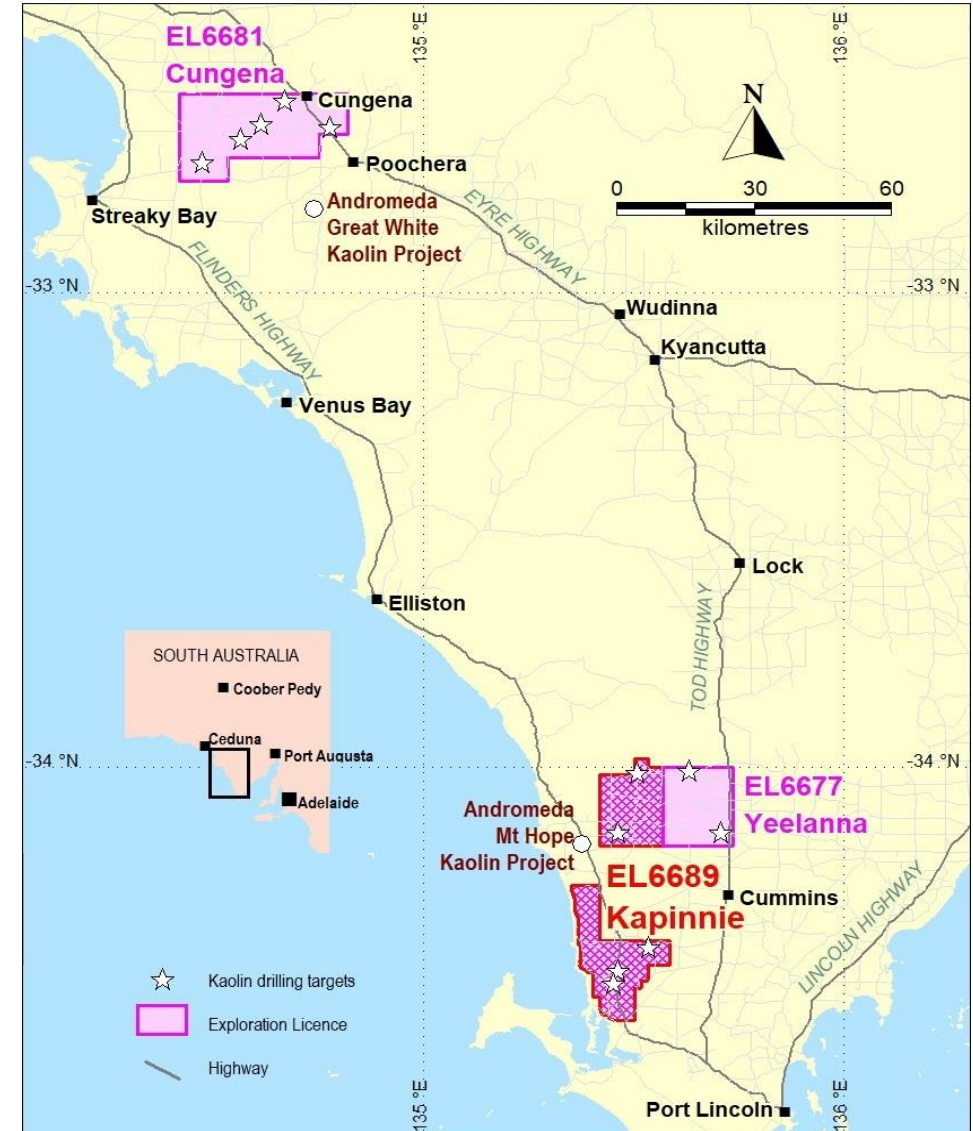 EL6681
Cungena
135 °E
136 °E
Cungena
N
Poochera
0 30 60
kilometres
Streaky Bay
Andromeda
Great White
Kaolin Project
EYRE HIGHWAY
FLINDERS HIGHWAY
-33 °N
-33 °N
Wudinna
Kyancutta
Venus Bay
Lock
Elliston
TOD HIGHWAY
SOUTH AUSTRALIA
Coober Pedy
Ceduna
Port Augusta
Adelaide
-34 °N
-34 °N
EL6677
Yeelanna
Andromeda
Mt Hope
Kaolin Project
EL6689
Kapinnie
Cummins
LINCOLN HIGHWAY
Kaolin drilling targets
Exploration Licence
Highway
135 °E
136 °E
Port Lincoln